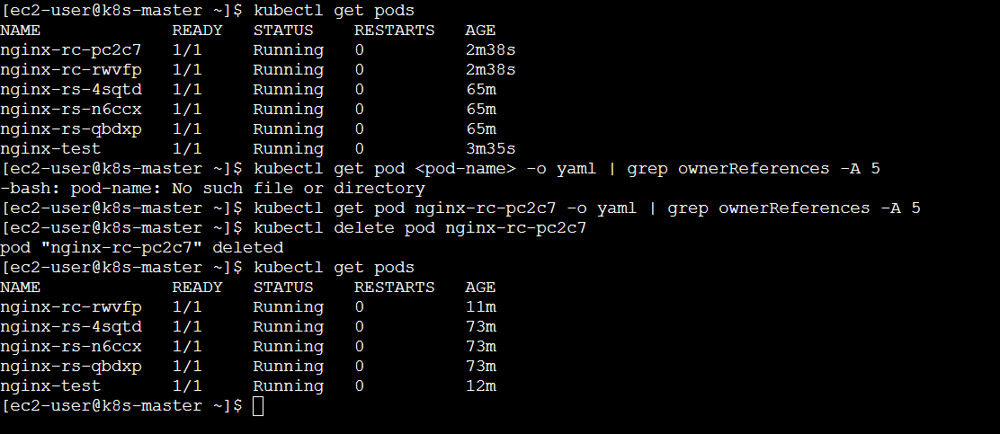 [ec2-user@k8s-master ~]$ kubectl get pods
NAME READY STATUS RESTARTS AGE
nginx-rc-pc2c7 1/1 Running 0 2m38s
nginx-rc-rwvfp 1/1 Running 0 2m38s
nginx-rs-4sqtd 1/1 Running 0 65m
nginx-rs-n6ccx 1/1 Running 0 65m
nginx-rs-qbdxp 1/1 Running 0 65m
nginx-test 1/1 Running 0 3m35s
[ec2-user@k8s-master ~]$ kubectl get pod <pod-name> -o yaml | grep ownerReferences -A 5
-bash: pod-name: No such file or directory
[ec2-user@k8s-master ~]$ kubectl get pod nginx-rc-pc2c7 -o yaml | grep ownerReferences -A 5
[ec2-user@k8s-master ~]$ kubectl delete pod nginx-rc-pc2c7
pod "nginx-rc-pc2c7" deleted
[ec2-user@k8s-master ~]$ kubectl get pods
NAME READY STATUS RESTARTS AGE
nginx-rc-rwvfp 1/1 Running 0 11m
nginx-rs-4sqtd 1/1 Running 0 73m
nginx-rs-n6ccx 1/1 Running 0 73m
nginx-rs-qbdxp 1/1 Running 0 73m
nginx-test 1/1 Running 0 12m
[ec2-user@k8s-master ~]$